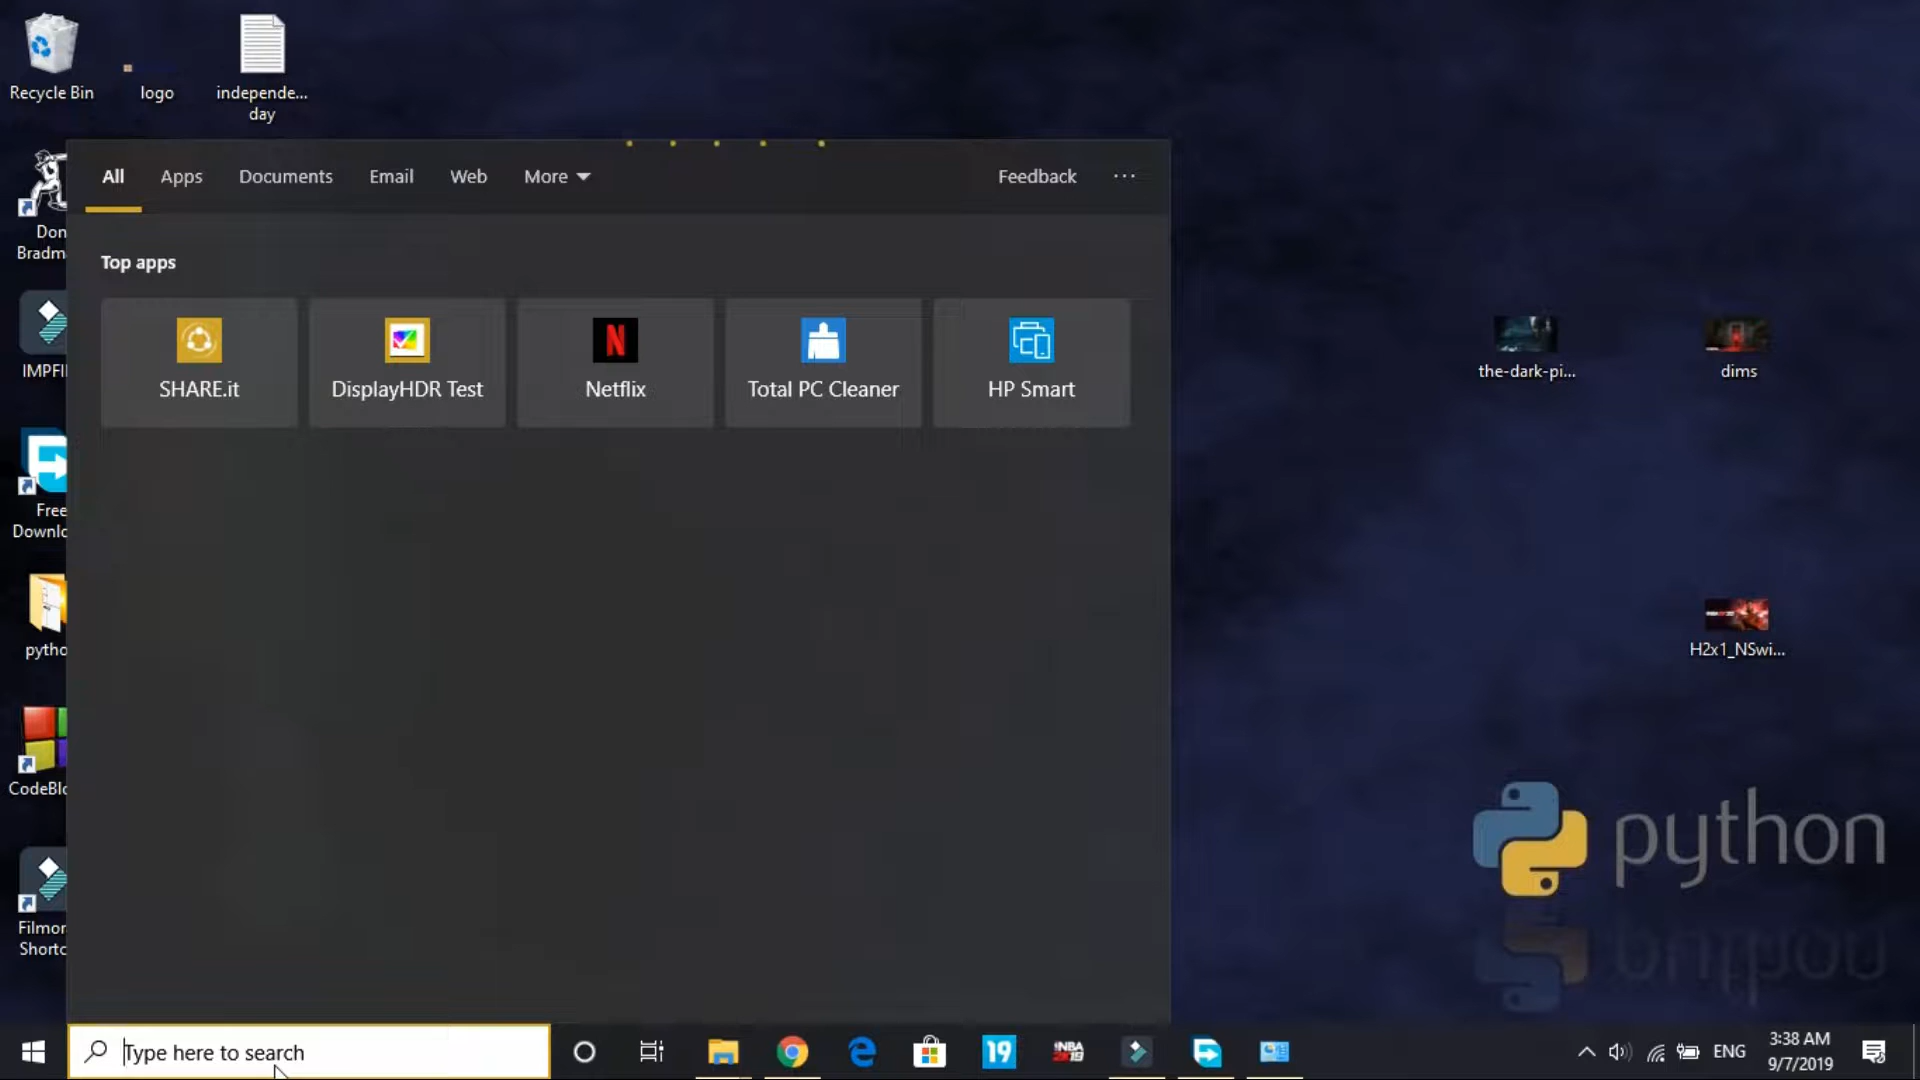 Recycle Bin
logo
independe...
day
Don
Bradm
IMPFI
Free
Downlo
pytho
CodeBlo
Filmor
Shortc
All
Apps
Documents
Email
Web
More
Feedback
Top apps
SHARE.it
DisplayHDR Test
Netflix
Total PC Cleaner
HP Smart
the-dark-pi...
dims
H2x1_NSwi...
python
Type here to search
19
NBA
2K19
ENG
3:38 AM
9/7/2019